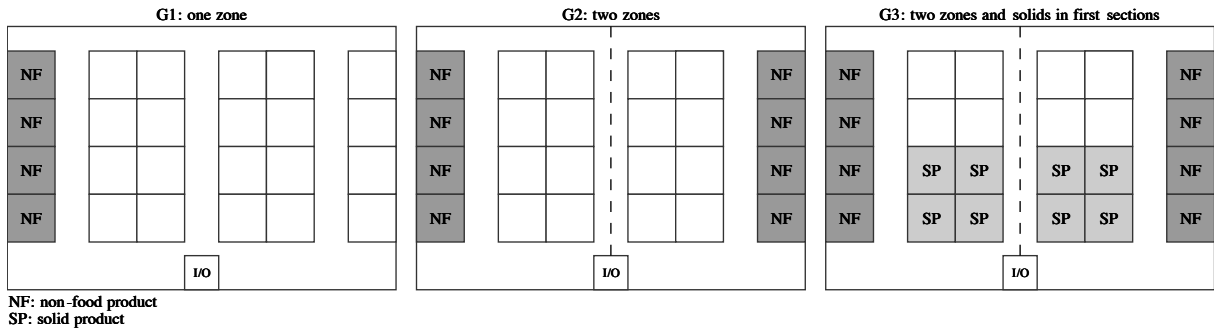 G1: one zone
G2: two zones
G3: two zones and solids in first sections
NF
NF
NF
NF
I/O
NF
NF
NF
NF
NF
NF
NF
NF
I/O
NF
NF
NF
NF
SP SP
SP SP
SP SP
SP SP
NF
NF
NF
NF
I/O
NF: non-food product
SP: solid product